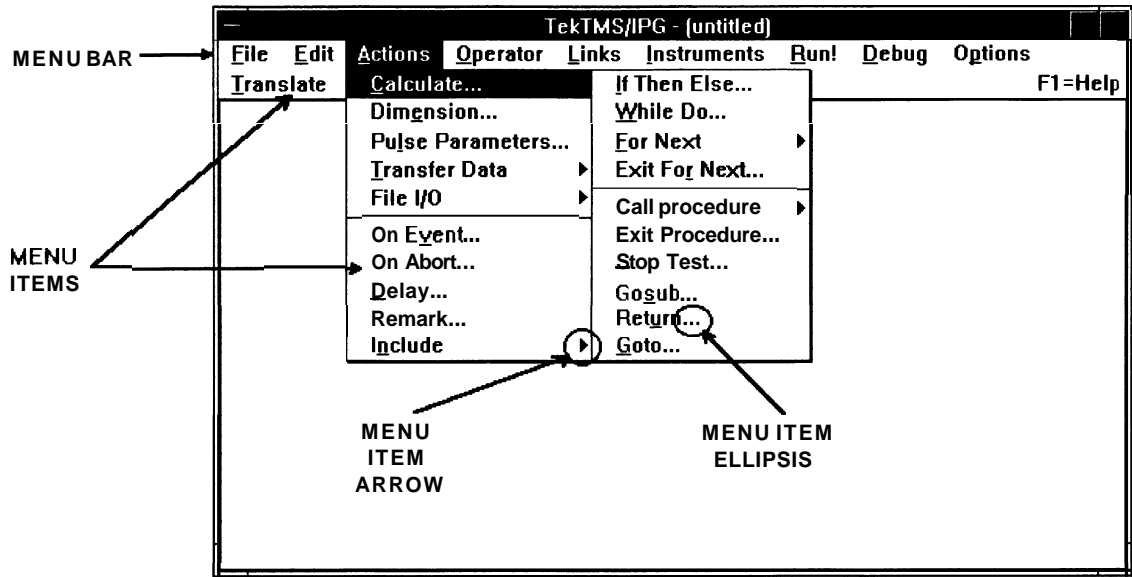 TekTMS/IPG - (untitled)
MENU BAR
File Edit Actions Operator Links Instruments Run! Debug Options
Translate F1=Help
Calculate...
Dimension...
Pulse Parameters...
Transfer Data
File I/O
On Event...
On Abort...
Delay...
Remark...
Include
If Then Else...
While Do...
For Next
Exit For Next...
Call procedure
Exit Procedure...
Stop Test...
Gosub...
Return...
Goto...
MENU
ITEMS
MENU
ITEM
ARROW
MENU ITEM
ELLIPSIS